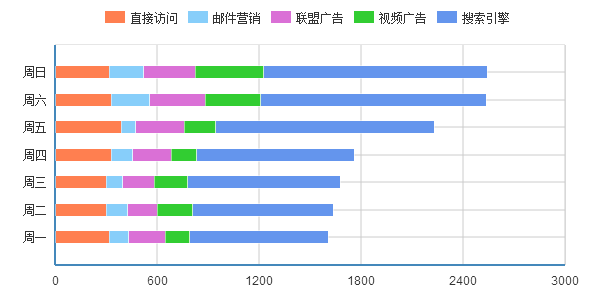 直接访问 邮件营销 联盟广告 视频广告 搜索引擎
周日
周六
周五
周四
周三
周二
周一
0 600 1200 1800 2400 3000